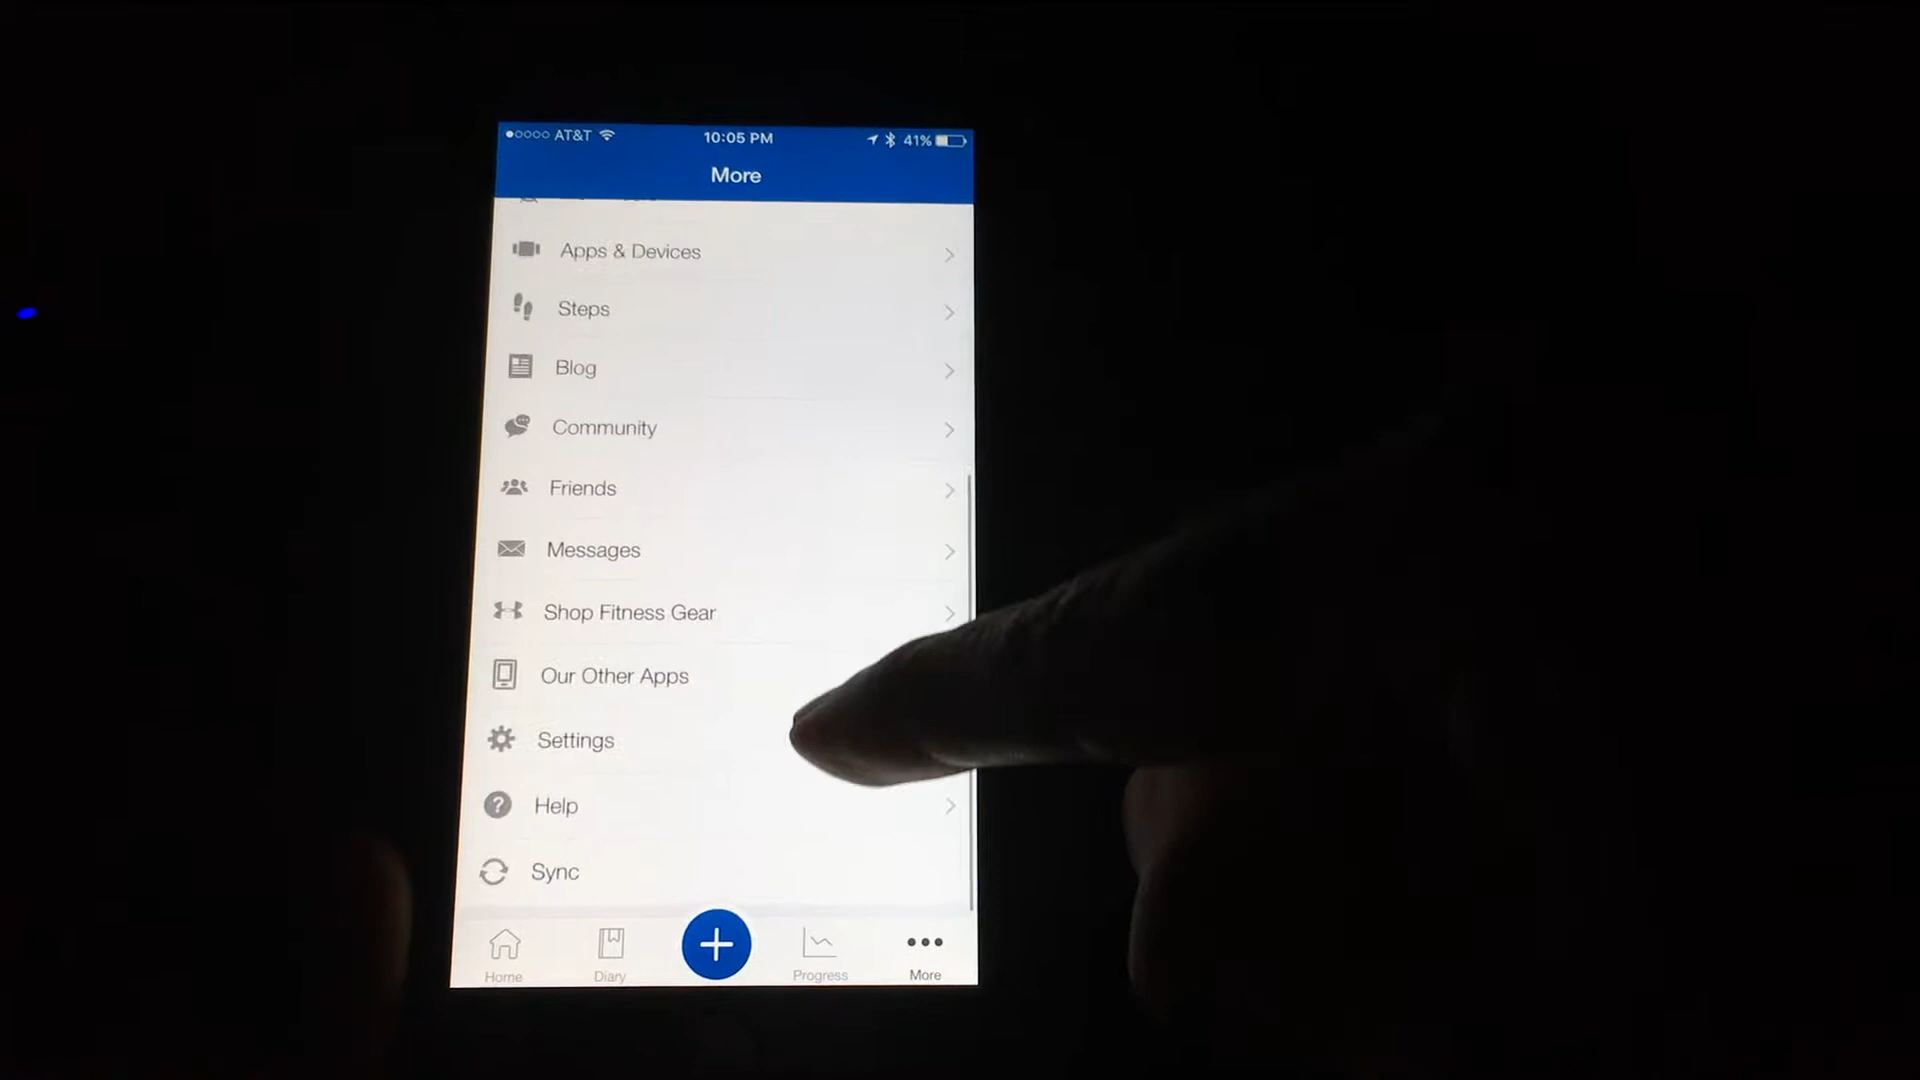 AT&T 10:05 PM 41%
More
Apps & Devices
Steps
Blog
Community
Friends
Messages
Shop Fitness Gear
Our Other Apps
Settings
? Help
Sync
Home Diary + Progress More